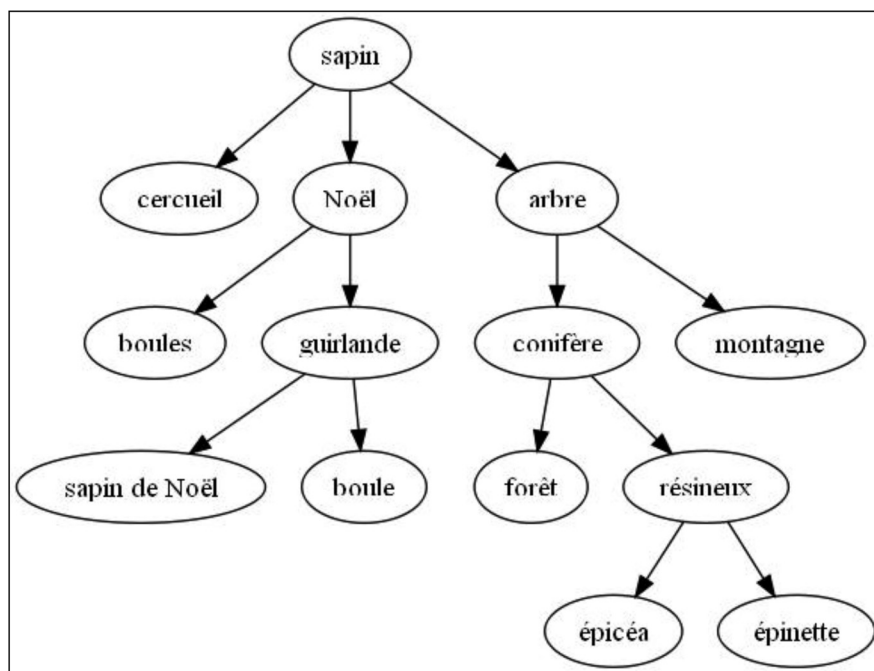 sapin
cercueil
Noël
arbre
boules
guirlande
conifère
montagne
sapin de Noël
boule
forêt
résineux
épicéa
épinette